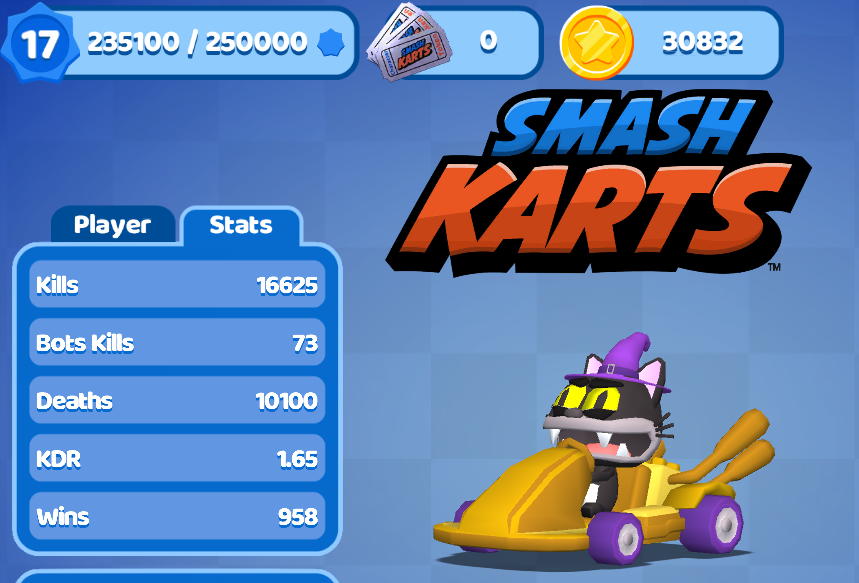 17 235100 / 250000 0 30832
SMASH
KARTS
TM
Player Stats
Kills 16625
Bots Kills 73
Deaths 10100
KDR 1.65
Wins 958